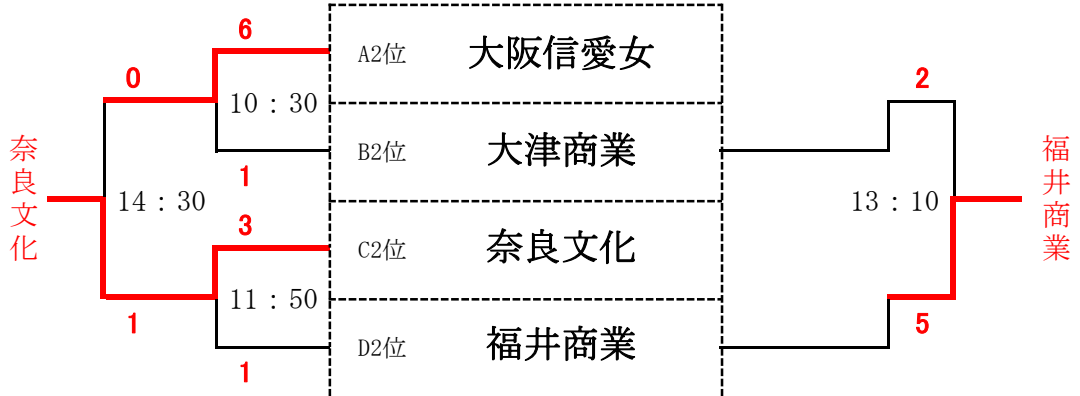 6
A2位 大阪信愛女
0
2
10：30
奈良文化
福井商業
B2位 大津商業
1
14：30
13：10
3
C2位 奈良文化
11：50
1
5
D2位 福井商業
1